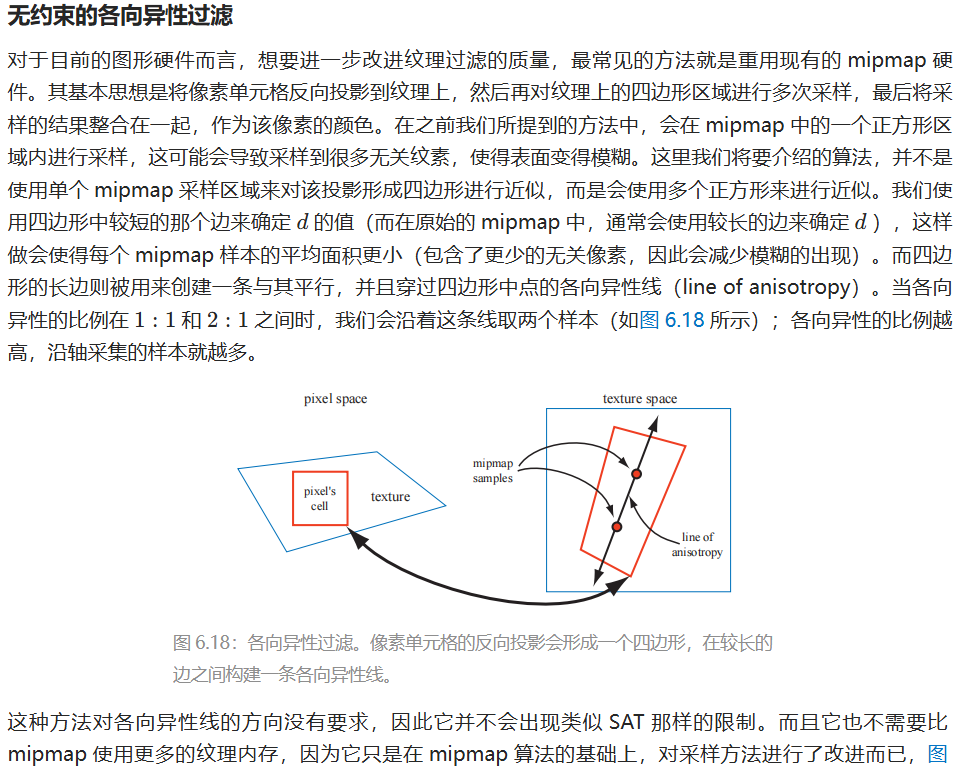 无约束的各向异性过滤
对于目前的图形硬件而言，想要进一步改进纹理过滤的质量，最常见的方法就是重用现有的 mipmap 硬
件。其基本思想是将像素单元格反向投影到纹理上，然后再对纹理上的四边形区域进行多次采样，最后将采
样的结果整合在一起，作为该像素的颜色。在之前我们所提到的方法中，会在 mipmap 中的一个正方形区
域内进行采样，这可能会导致采样到很多无关纹素，使得表面变得模糊。这里我们将要介绍的算法，并不是
使用单个 mipmap 采样区域来对该投影形成四边形进行近似，而是会使用多个正方形来进行近似。我们使
用四边形中较短的那个边来确定 d 的值（而在原始的 mipmap 中，通常会使用较长的边来确定 d ），这样
做会使得每个 mipmap 样本的平均面积更小（包含了更少的无关像素，因此会减少模糊的出现）。而四边
形的长边则被用来创建一条与其平行，并且穿过四边形中点的各向异性线（line of anisotropy）。当各向
异性的比例在 1 : 1 和 2 : 1 之间时，我们会沿着这条线取两个样本（如图 6.18 所示）；各向异性的比例越
高，沿轴采集的样本就越多。
pixel space
texture space
mipmap
samples
pixel's
cell
texture
line of
anisotropy
图 6.18：各向异性过滤。像素单元格的反向投影会形成一个四边形，在较长的
边之间构建一条各向异性线。
这种方法对各向异性线的方向没有要求，因此它并不会出现类似 SAT 那样的限制。而且它也不需要比
mipmap 使用更多的纹理内存，因为它只是在 mipmap 算法的基础上，对采样方法进行了改进而已，图